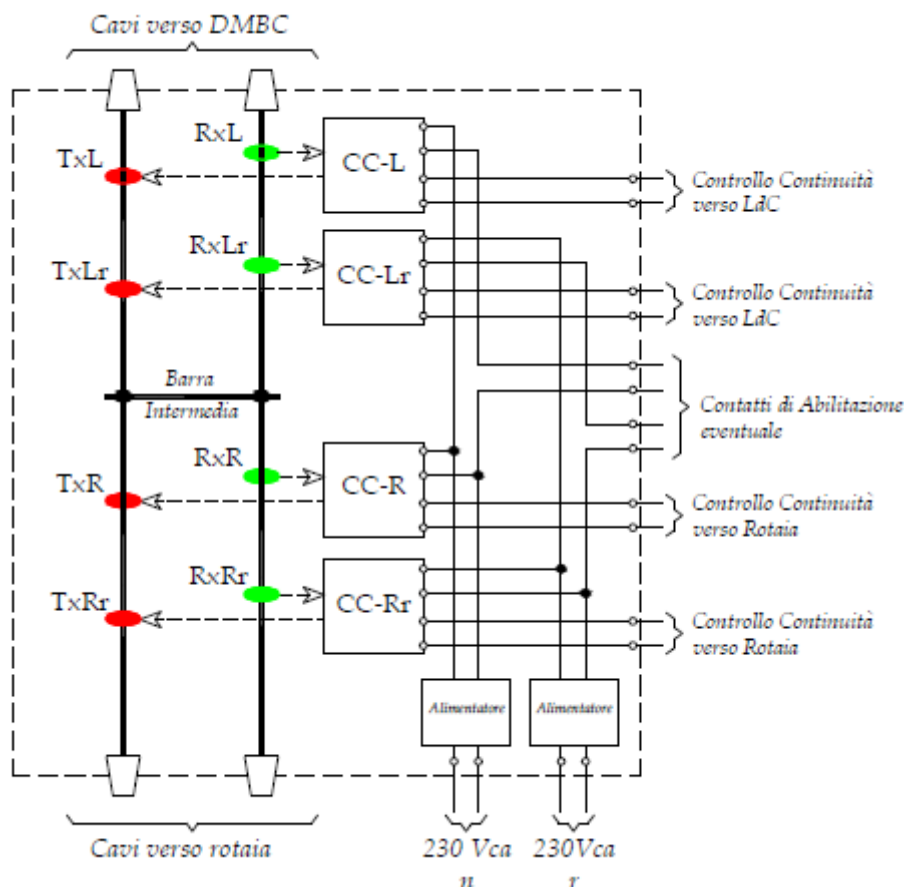 Cavi verso DMBC
TxL
RxL
CC-L
Controllo Continuità
verso LdC
TxLr
RxLr
CC-Lr
Controllo Continuità
verso LdC
Barra
Intermedia
Contatti di Abilitazione
eventuale
TxR
RxR
CC-R
Controllo Continuità
verso Rotaia
TxRr
RxRr
CC-Rr
Controllo Continuità
verso Rotaia
Alimentatore
Alimentatore
Cavi verso rotaia
230 Vca
n
230Vca
r